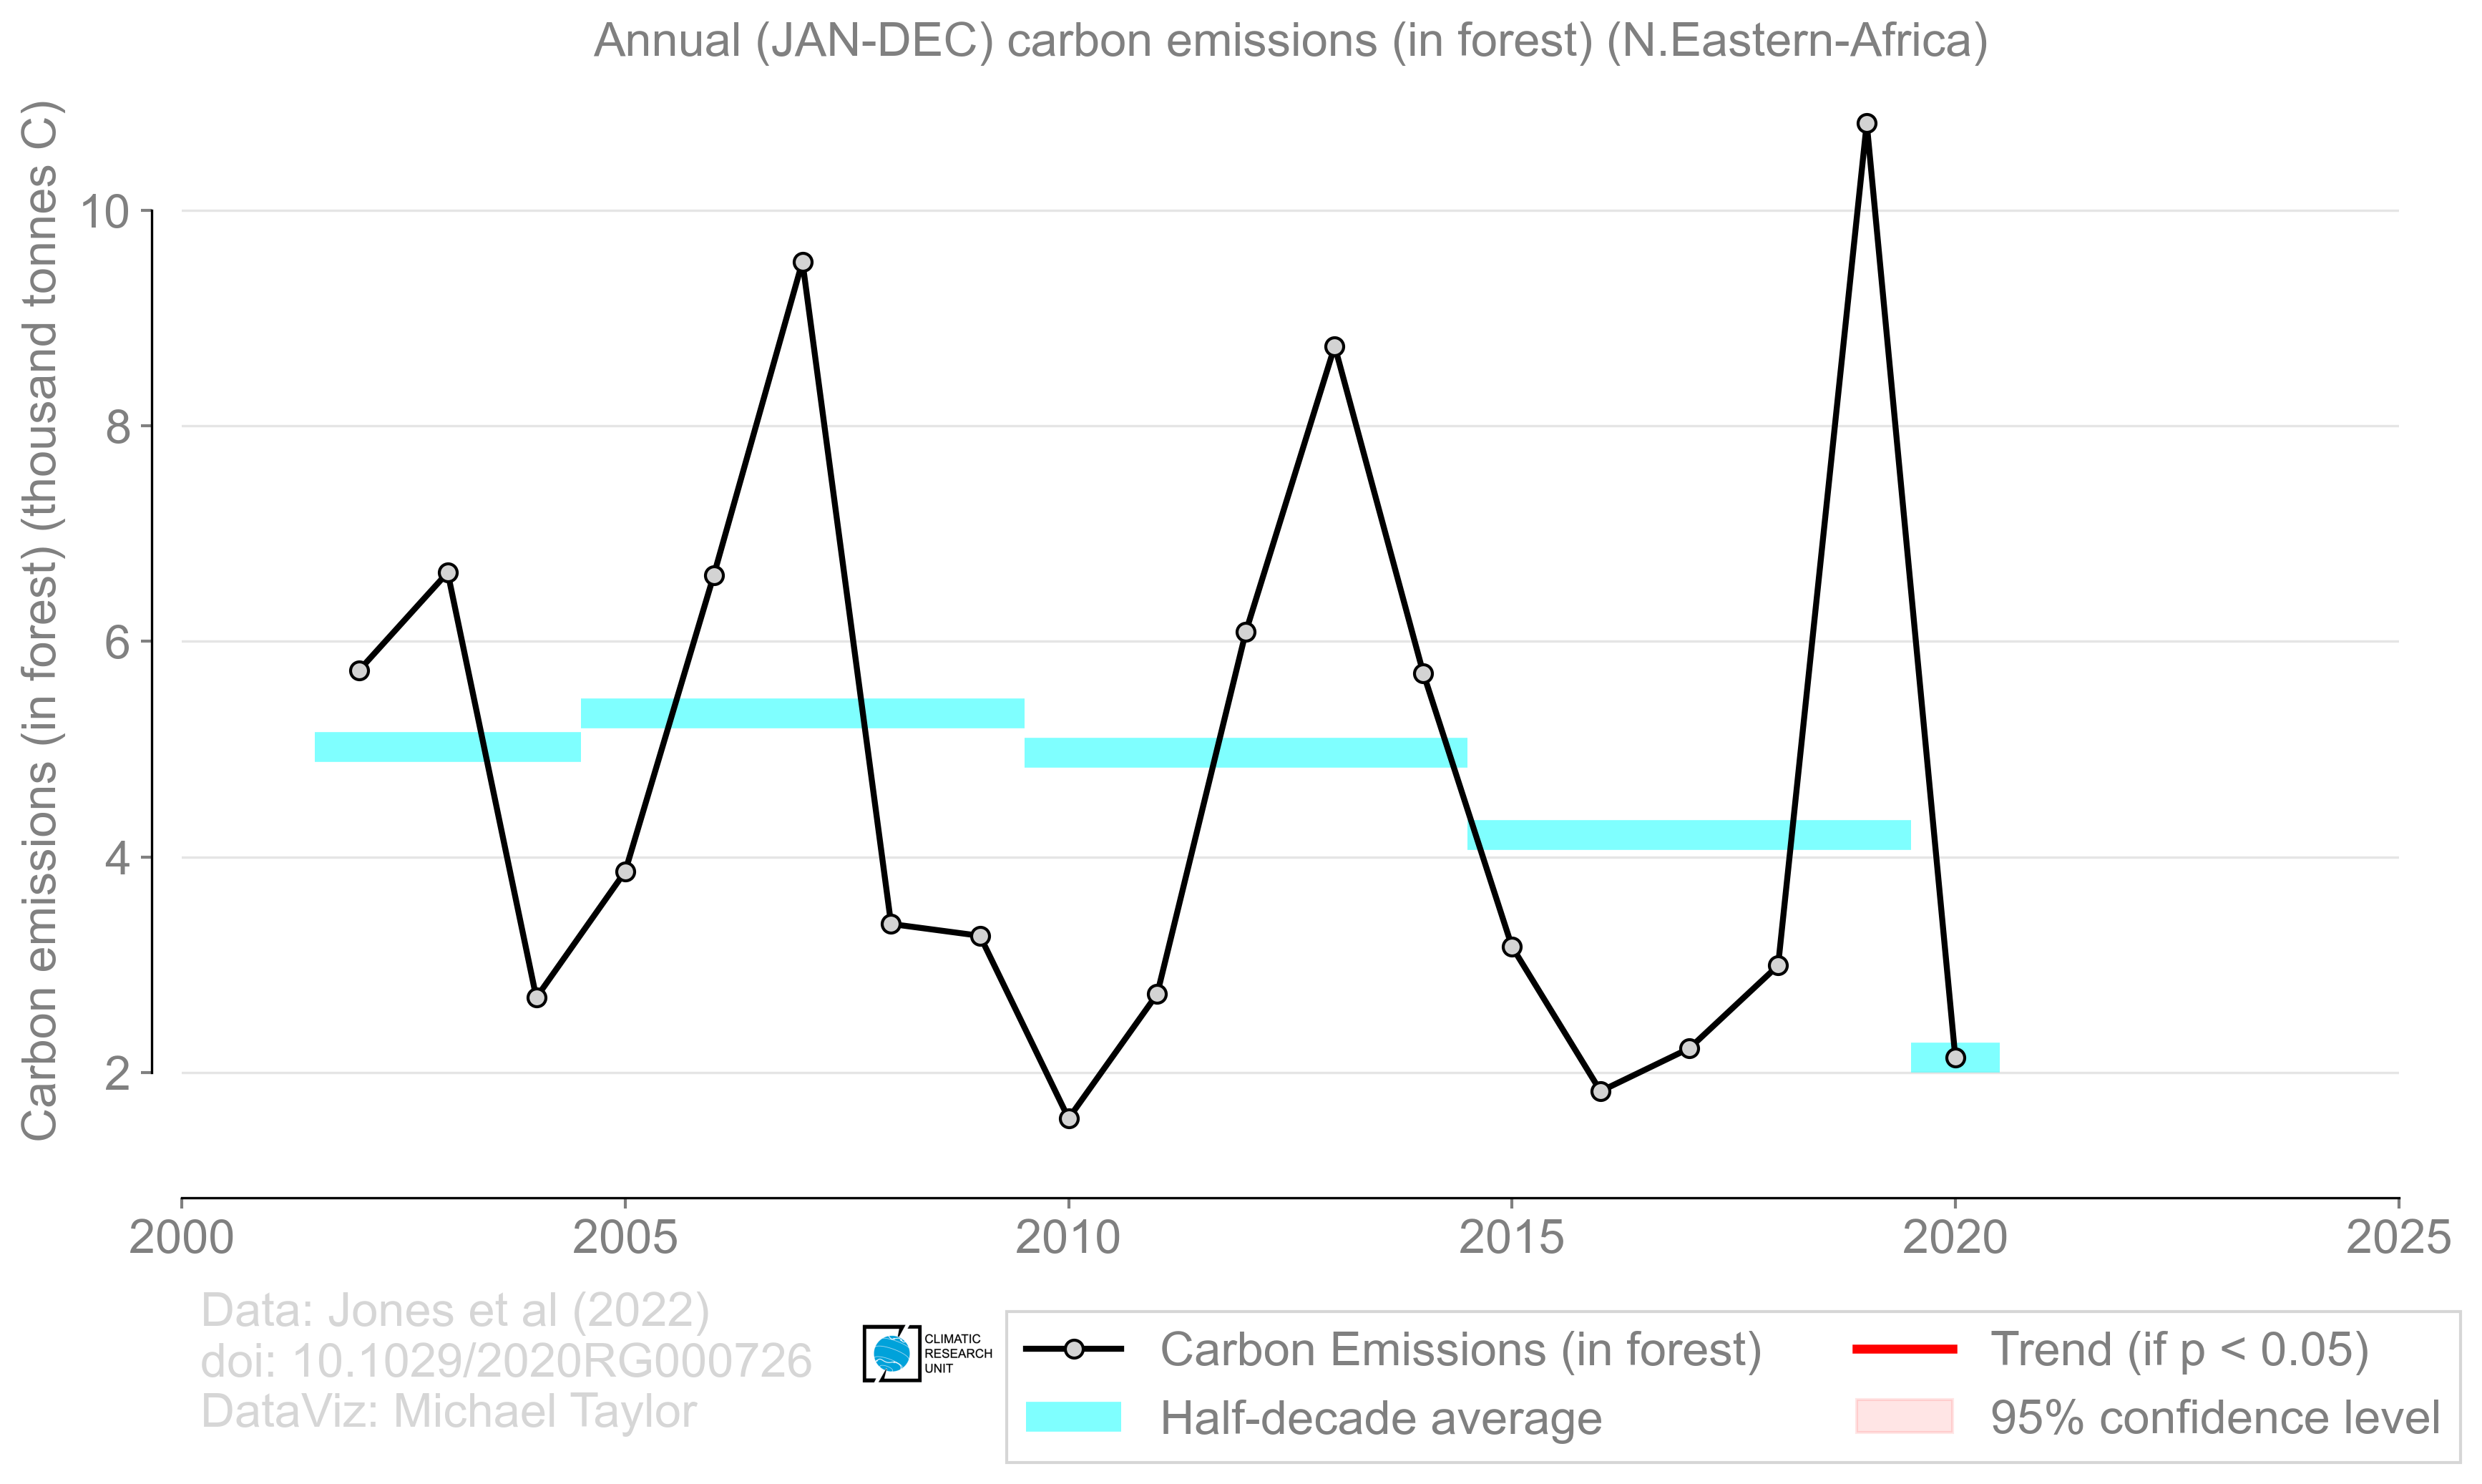 Annual (JAN-DEC) carbon emissions (in forest) (N.Eastern-Africa)
Carbon emissions (in forest) (thousand tonnes C)
10
8
6
4
2
2000
2005
2010
2015
2020
2025
Data: Jones et al (2022)
doi: 10.1029/2020RG000726
DataViz: Michael Taylor
CLIMATIC
RESEARCH
UNIT
Carbon Emissions (in forest)
Half-decade average
Trend (if p < 0.05)
95% confidence level